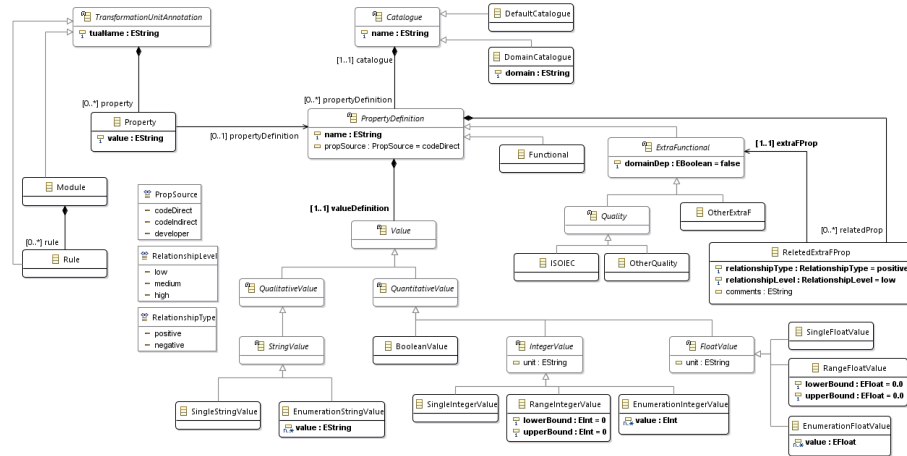 TransformationUnitAnnotation
tuaName : EString
Catalogue
name : EString
DefaultCatalogue
DomainCatalogue
domain : EString
[1..1] catalogue
[0..*] property
[0..*] propertyDefinition
Property
value : EString
[0..1] propertyDefinition
PropertyDefinition
name : EString
propSource : PropSource = codeDirect
Functional
ExtraFunctional
domainDep : EBoolean = false
[1..1] extraFProp
Module
PropSource
codeDirect
codeIndirect
developer
[1..1] valueDefinition
Quality
OtherExtraF
[0..*] rule
Rule
Value
[0..*] relatedProp
RelationshipLevel
low
medium
high
ISOIEC
OtherQuality
ReletedExtraFProp
relationshipType : RelationshipType = positive
relationshipLevel : RelationshipLevel = low
comments : EString
QualitativeValue
QuantitativeValue
RelationshipType
positive
negative
StringValue
BooleanValue
IntegerValue
unit : EString
FloatValue
unit : EString
SingleFloatValue
RangeFloatValue
lowerBound : EFloat = 0.0
upperBound : EFloat = 0.0
SingleStringValue
EnumerationStringValue
value : EString
SingleIntegerValue
RangeIntegerValue
lowerBound : EInt = 0
upperBound : EInt = 0
EnumerationIntegerValue
value : EInt
EnumerationFloatValue
value : EFloat